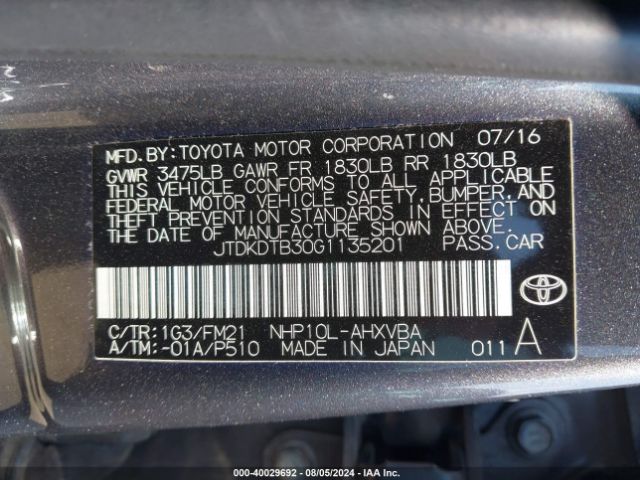 MFD.BY:TOYOTA MOTOR CORPORATION 07/16
GVWR 3475LB GAWR FR 1830LB RR 1830LB
THIS VEHICLE CONFORMS TO ALL APPLICABLE
FEDERAL MOTOR VEHICLE SAFETY,BUMPER,AND
THEFT PREVENTION STANDARDS IN EFFECT ON
THE DATE OF MANUFACTURE SHOWN ABOVE.
JTDKDTB30G1135201 PASS.CAR
C/TR:1G3/FM21 NHP10L-AHXVBA
A/TM:-01A/P510 MADE IN JAPAN 011 A
TOYOTA
000-40029692 - 08/05/2024 - IAA Inc.